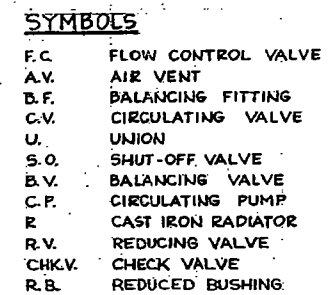 SYMBOLS
F.C. FLOW CONTROL VALVE
A.V. AIR VENT
B.F. BALANCING FITTING
C.V. CIRCULATING VALVE
U. UNION
S.O. SHUT-OFF VALVE
B.V. BALANCING VALVE
C.P. CIRCULATING PUMP
R CAST IRON RADIATOR
R.V. REDUCING VALVE
CHK.V. CHECK VALVE
R.B. REDUCED BUSHING